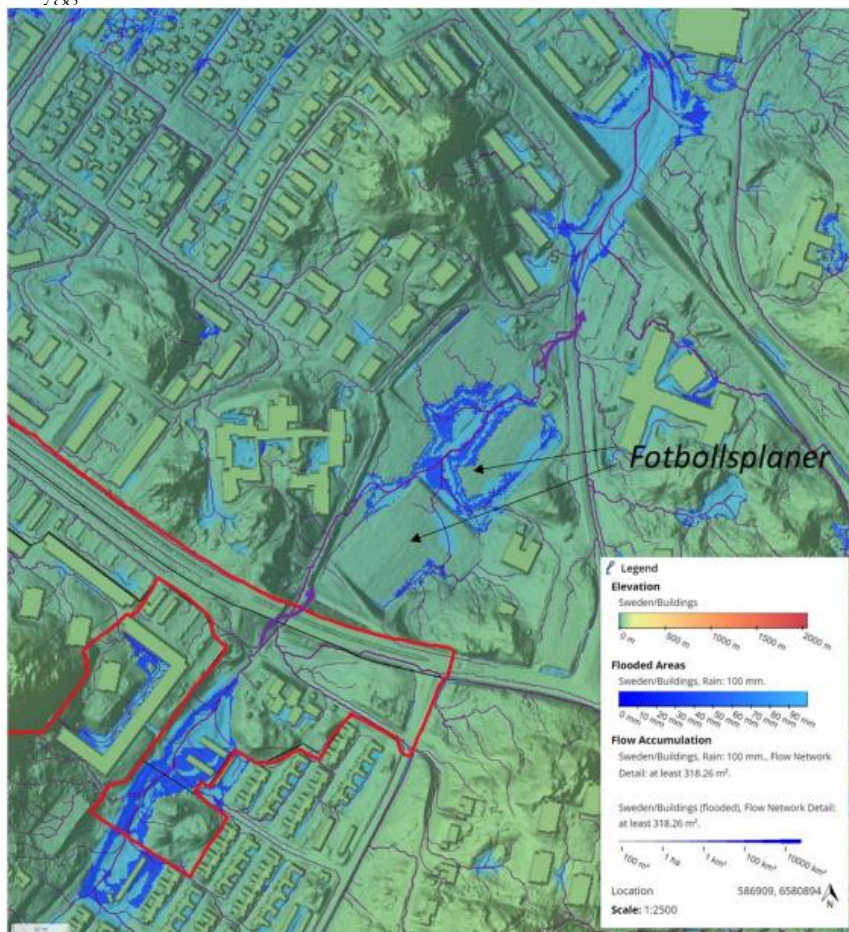 Fotbollsplaner
Legend
Elevation
Sweden/Buildings
0 m 500 m 1000 m 1500 m 2000 m
Flooded Areas
Sweden/Buildings, Rain: 100 mm.
0 mm 10 mm 20 mm 30 mm 40 mm 50 mm 60 mm 70 mm 80 mm 90 mm
Flow Accumulation
Sweden/Buildings, Rain: 100 mm., Flow Network
Detail: at least 318.26 m².
Sweden/Buildings (flooded), Flow Network Detail:
at least 318.26 m².
100 m² 1 ha 1 km² 100 km² 10000 km²
Location 586909, 6580894
N
Scale: 1:2500